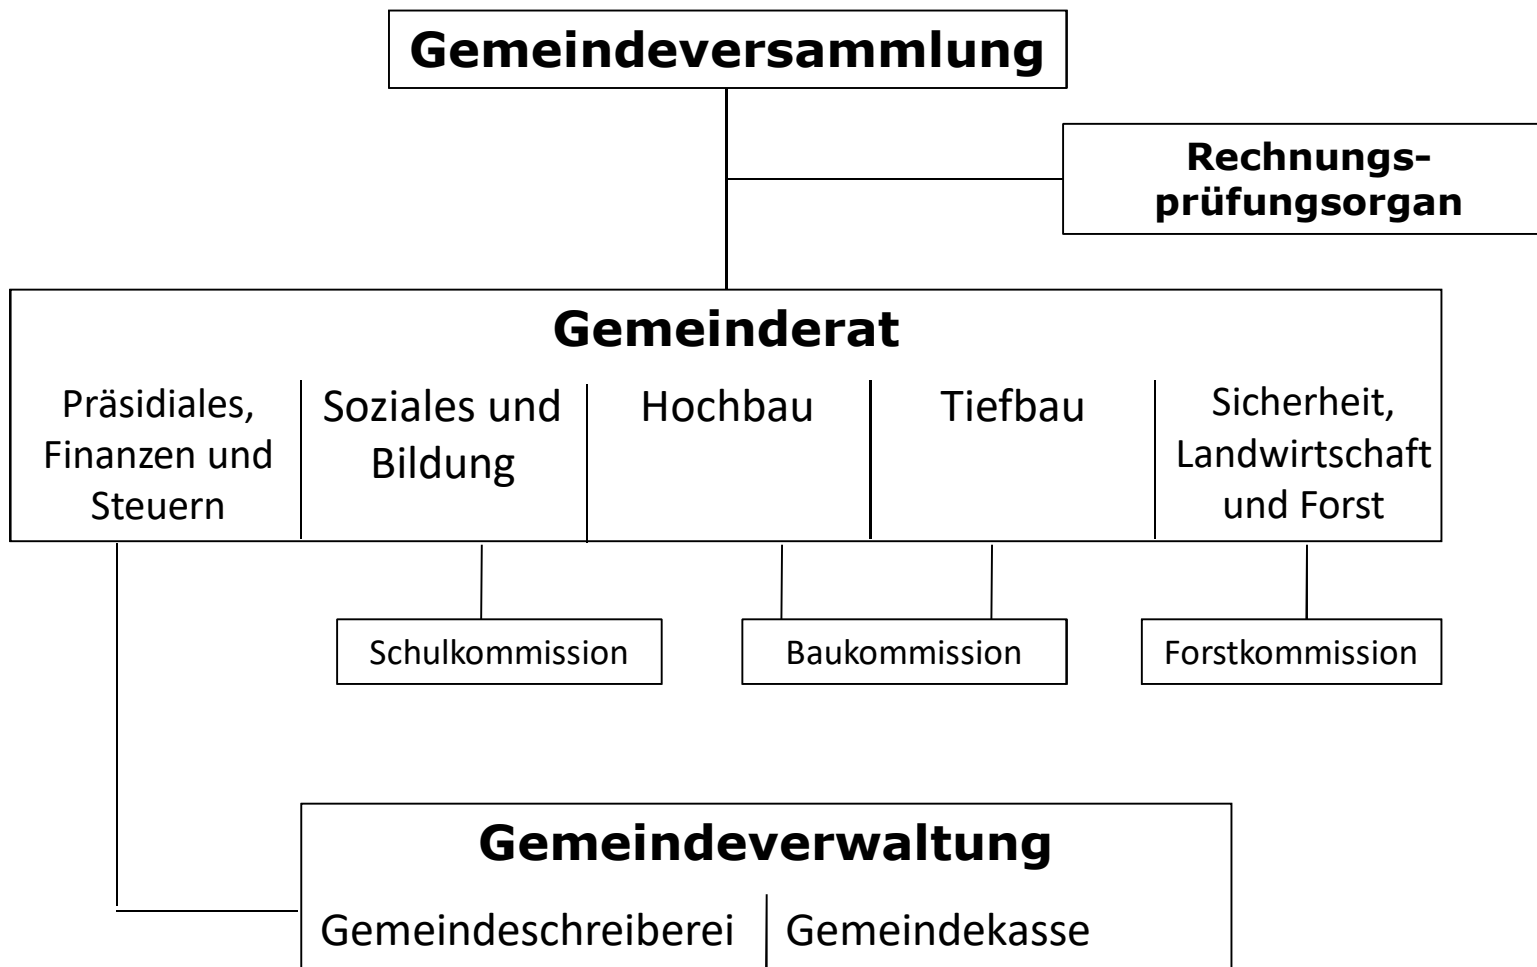 Gemeindeversammlung
Rechnungs-
prüfungsorgan
Gemeinderat
Präsidiales,
Finanzen und
Steuern
Soziales und
Bildung
Hochbau
Tiefbau
Sicherheit,
Landwirtschaft
und Forst
Schulkommission
Baukommission
Forstkommission
Gemeindeverwaltung
Gemeindeschreiberei
Gemeindekasse